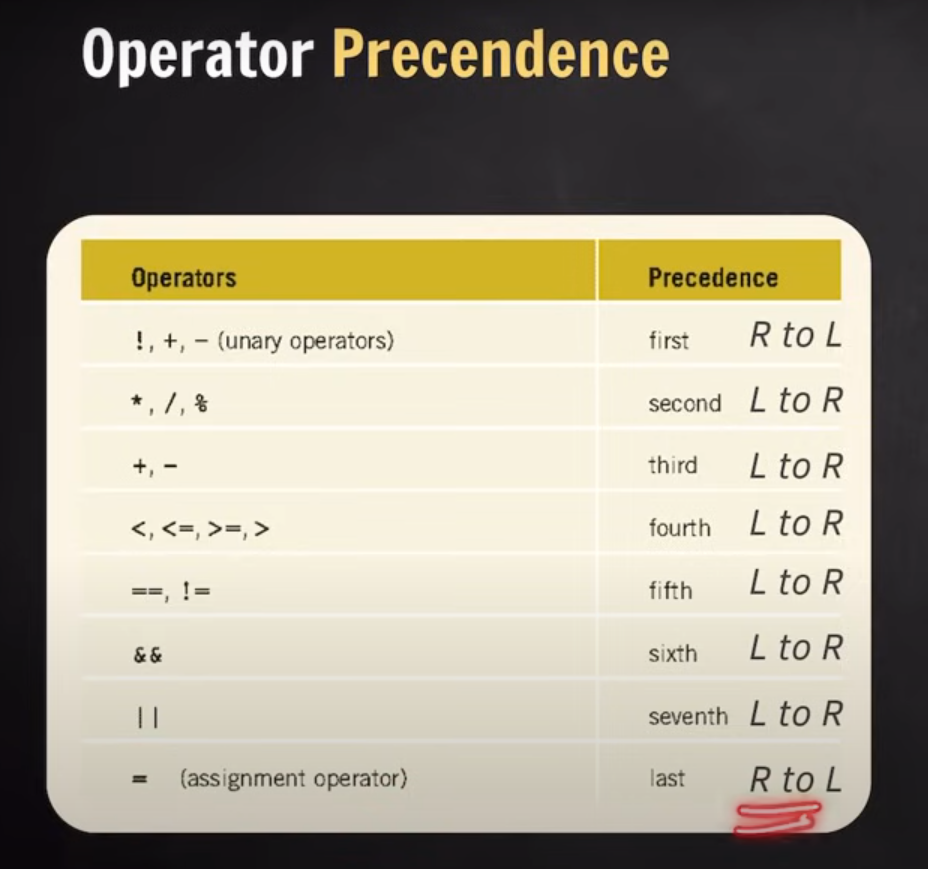 Operator Precendence
Operators Precedence
!, +, - (unary operators) first R to L
*, /, % second L to R
+, - third L to R
<, <=, >=, > fourth L to R
==, != fifth L to R
&& sixth L to R
|| seventh L to R
= (assignment operator) last R to L